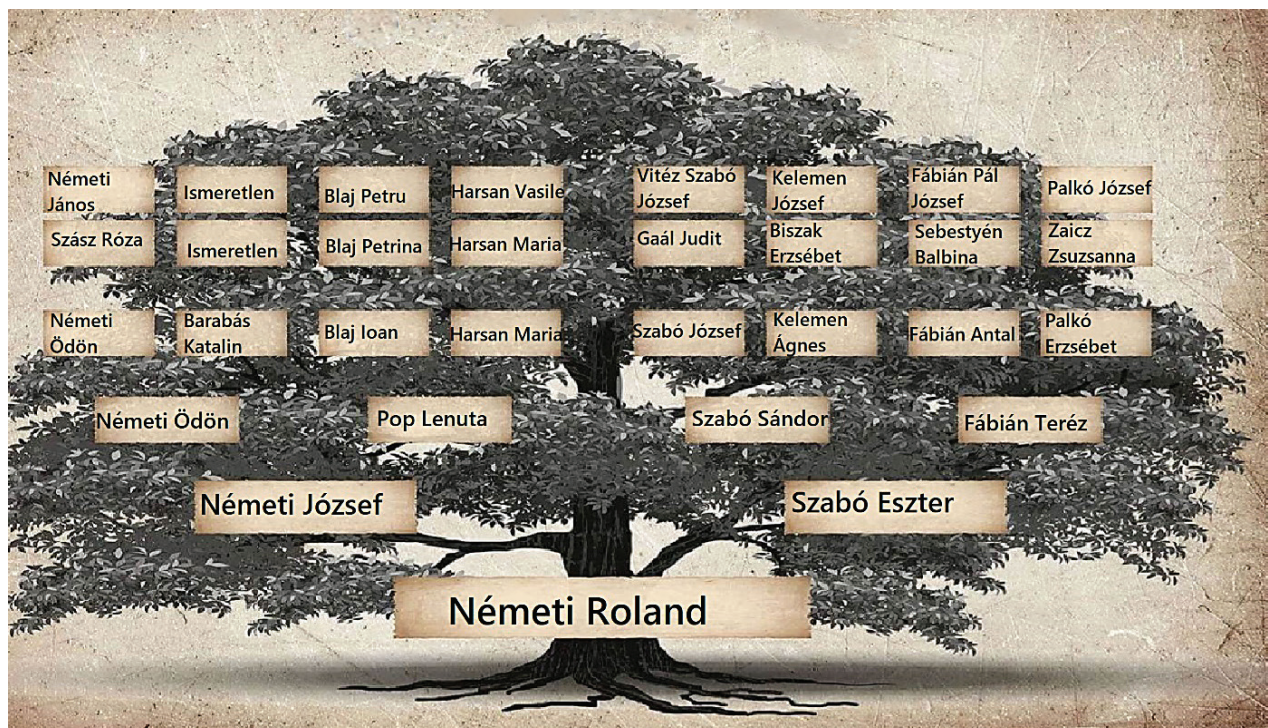 Németi
János
Ismeretlen
Blaj Petru
Harsan Vasile
Vitéz Szabó
József
Kelemen
József
Fábián Pál
József
Palkó József
Szász Róza
Ismeretlen
Blaj Petrina
Harsan Maria
Gaál Judit
Biszak
Erzsébet
Sebestyén
Balbina
Zaicz
Zsuzsanna
Németi
Ödön
Barabás
Katalin
Blaj Ioan
Harsan Maria
Szabó József
Kelemen
Ágnes
Fábián Antal
Palkó
Erzsébet
Németi Ödön
Pop Lenuta
Szabó Sándor
Fábián Teréz
Németi József
Szabó Eszter
Németi Roland